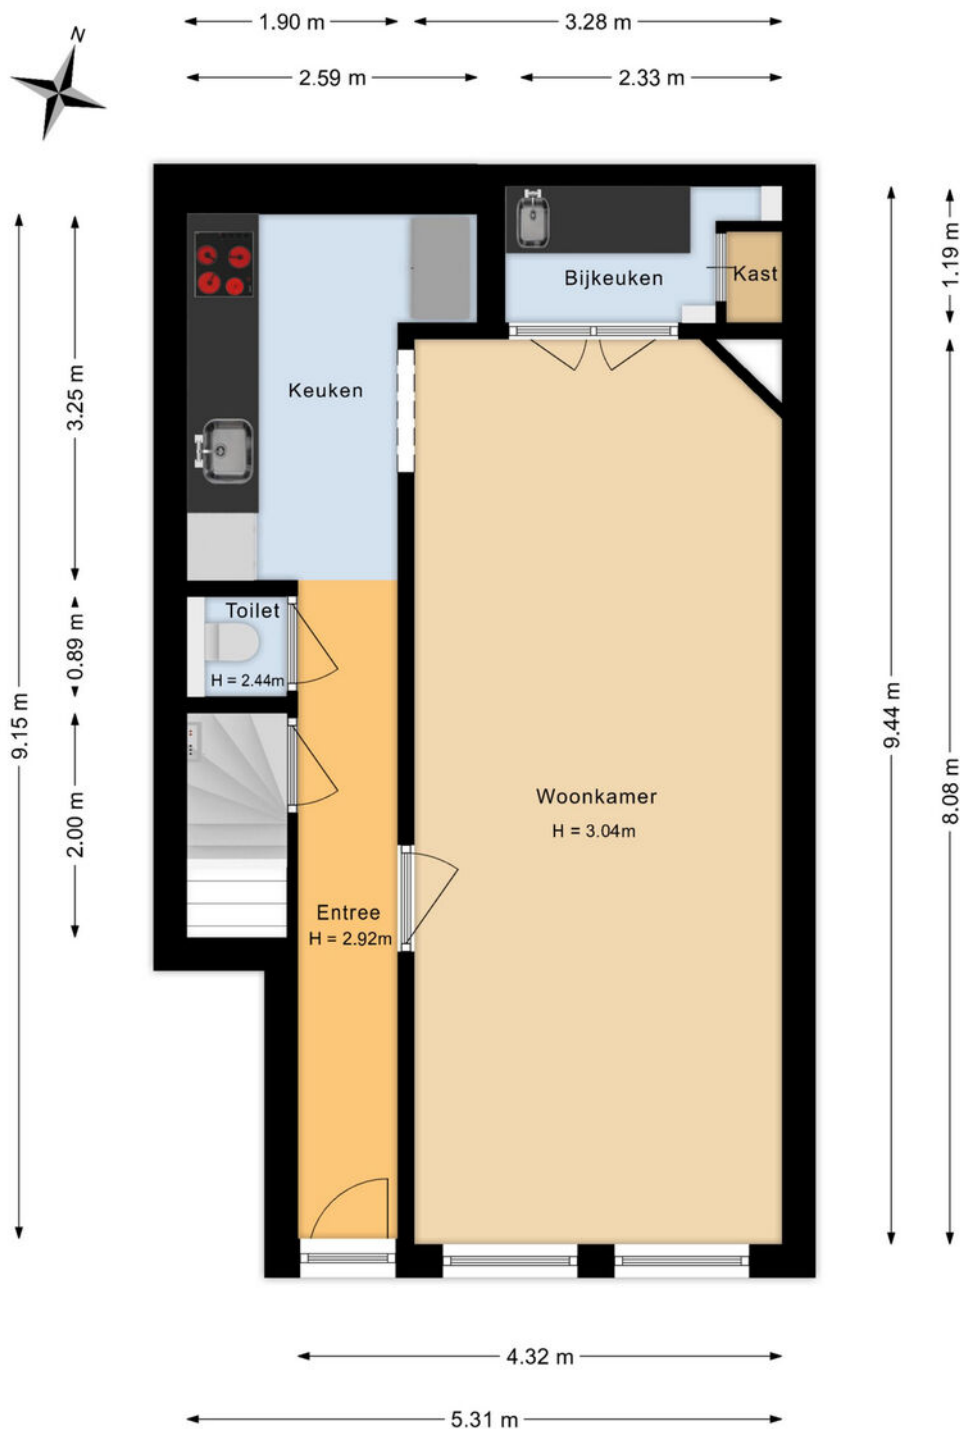 1.90 m
3.28 m
N
2.59 m
2.33 m
Bijkeuken
Kast
1.19 m
Keuken
3.25 m
Toilet
H = 2.44m
0.89 m
9.15 m
9.44 m
2.00 m
8.08 m
Woonkamer
H = 3.04m
Entree
H = 2.92m
4.32 m
5.31 m